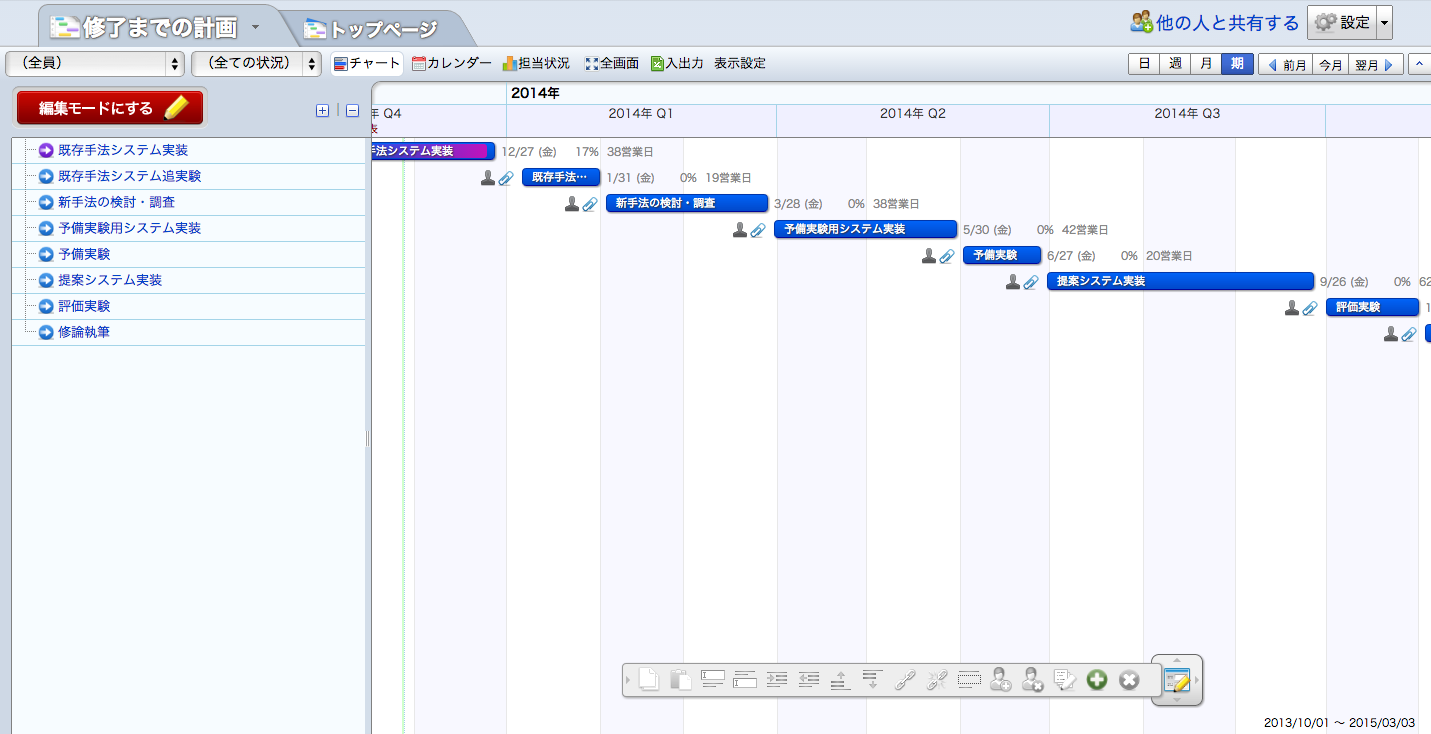 修了までの計画
トップページ
他の人と共有する
設定
(全員)
(全ての状況)
チャート
カレンダー
担当状況
全画面
入出力
表示設定
日
週
月
期
前月
今月
翌月
編集モードにする
2014年
年 Q4
2014年 Q1
2014年 Q2
2014年 Q3
表
既存手法システム実装
手法システム実装
12/27 (金) 17% 38営業日
既存手法システム追実験
既存手法…
1/31 (金) 0% 19営業日
新手法の検討・調査
新手法の検討・調査
3/28 (金) 0% 38営業日
予備実験用システム実装
予備実験用システム実装
5/30 (金) 0% 42営業日
予備実験
予備実験
6/27 (金) 0% 20営業日
提案システム実装
提案システム実装
9/26 (金) 0% 62
評価実験
評価実験
1
修論執筆
2013/10/01 ～ 2015/03/03